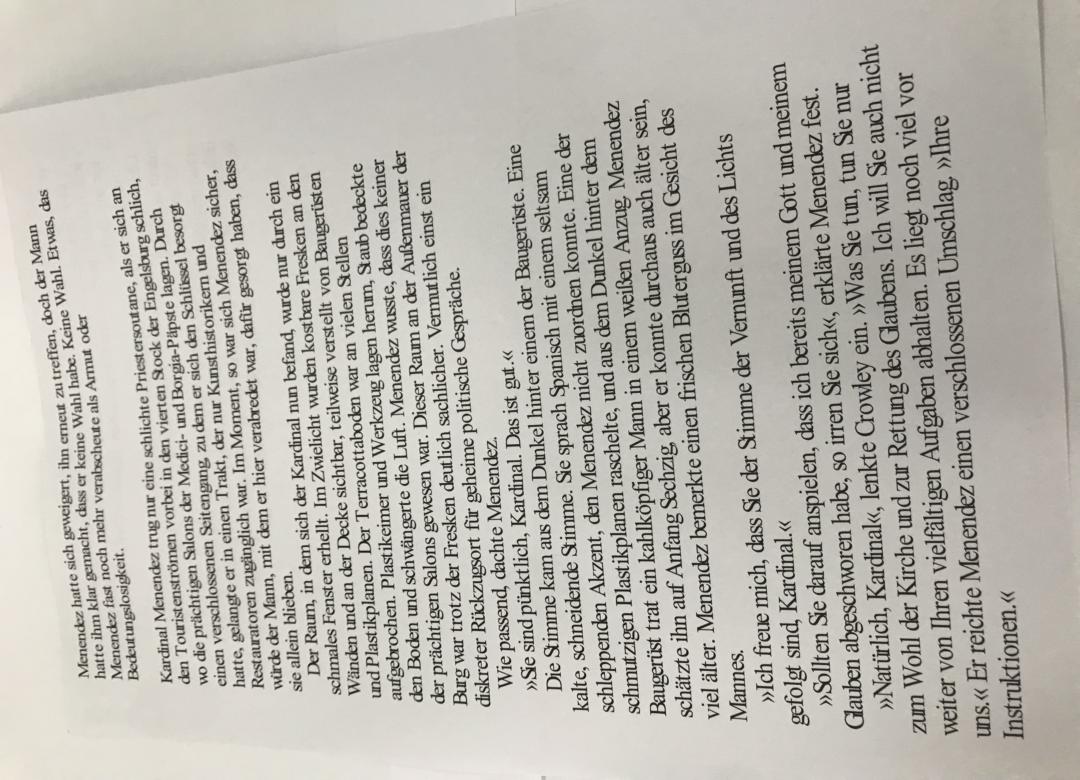 Menendez hatte sich geweigert, ihn erneut zu treffen, doch der Mann
hatte ihm klar gemacht, dass er keine Wahl habe. Keine Wahl. Etwas, das
Menendez fast noch mehr verabscheute als Armut oder
Bedeutungslosigkeit.
Kardinal Menendez trug nur eine schlichte Priestersoutane, als er sich an
den Touristenströmen vorbei in den vierten Stock der Engelsburg schlich,
wo die prächtigen Salons der Medici- und Borgia-Päpste lagen. Durch
einen verschlossenen Seitengang, zu dem er sich den Schlüssel besorgt
hatte, gelangte er in einen Trakt, der nur Kunsthistorikern und
Restauratoren zugänglich war. Im Moment, so war sich Menendez sicher,
würde der Mann, mit dem er hier verabredet war, dafür gesorgt haben, dass
sie allein blieben.
Der Raum, in dem sich der Kardinal nun befand, wurde nur durch ein
schmales Fenster erhellt. Im Zwielicht wurden kostbare Fresken an den
Wänden und an der Decke sichtbar, teilweise verstellt von Baugerüsten
und Plastikplanen. Der Terracottaboden war an vielen Stellen
aufgebrochen. Plastikeimer und Werkzeug lagen herum, Staub bedeckte
den Boden und schwängerte die Luft. Menendez wusste, dass dies keiner
der prächtigen Salons gewesen war. Dieser Raum an der Außenmauer der
Burg war trotz der Fresken deutlich sachlicher. Vermutlich einst ein
diskreter Rückzugsort für geheime politische Gespräche.
Wie passend, dachte Menendez.
»Sie sind pünktlich, Kardinal. Das ist gut.«
Die Stimme kam aus dem Dunkel hinter einem der Baugerüste. Eine
kalte, schneidende Stimme. Sie sprach Spanisch mit einem seltsam
schleppenden Akzent, den Menendez nicht zuordnen konnte. Eine der
schmutzigen Plastikplanen raschelte, und aus dem Dunkel hinter dem
Baugerüst trat ein kahlköpfiger Mann in einem weißen Anzug. Menendez
schätzte ihn auf Anfang Sechzig, aber er konnte durchaus auch älter sein,
viel älter. Menendez bemerkte einen frischen Bluterguss im Gesicht des
Mannes.
»Ich freue mich, dass Sie der Stimme der Vernunft und des Lichts
gefolgt sind, Kardinal.«
»Sollten Sie darauf anspielen, dass ich bereits meinem Gott und meinem
Glauben abgeschworen habe, so irren Sie sich«, erklärte Menendez fest.
»Natürlich, Kardinal«, lenkte Crowley ein. »Was Sie tun, tun Sie nur
zum Wohl der Kirche und zur Rettung des Glaubens. Ich will Sie auch nicht
weiter von Ihren vielfältigen Aufgaben abhalten. Es liegt noch viel vor
uns.« Er reichte Menendez einen verschlossenen Umschlag. »Ihre
Instruktionen.«